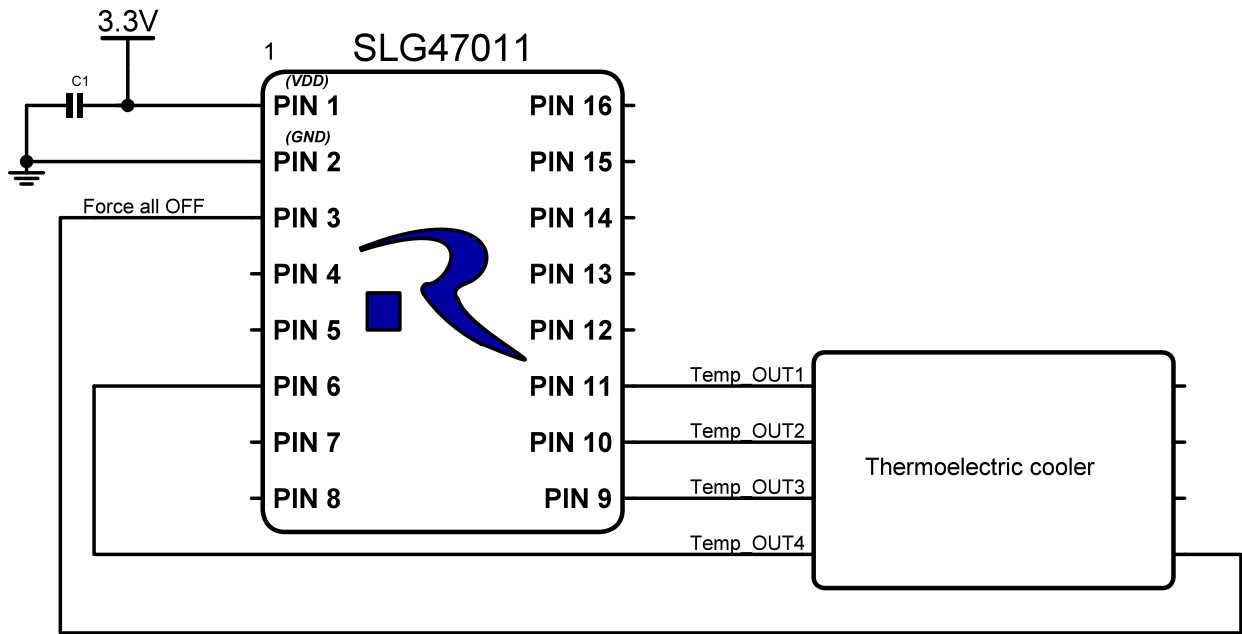 3.3V
1
SLG47011
C1
(VDD)
PIN 1
PIN 16
(GND)
PIN 2
PIN 15
Force all OFF
PIN 3
PIN 14
PIN 4
PIN 13
PIN 5
PIN 12
PIN 6
PIN 11
Temp_OUT1
PIN 7
PIN 10
Temp_OUT2
Thermoelectric cooler
PIN 8
PIN 9
Temp_OUT3
Temp_OUT4